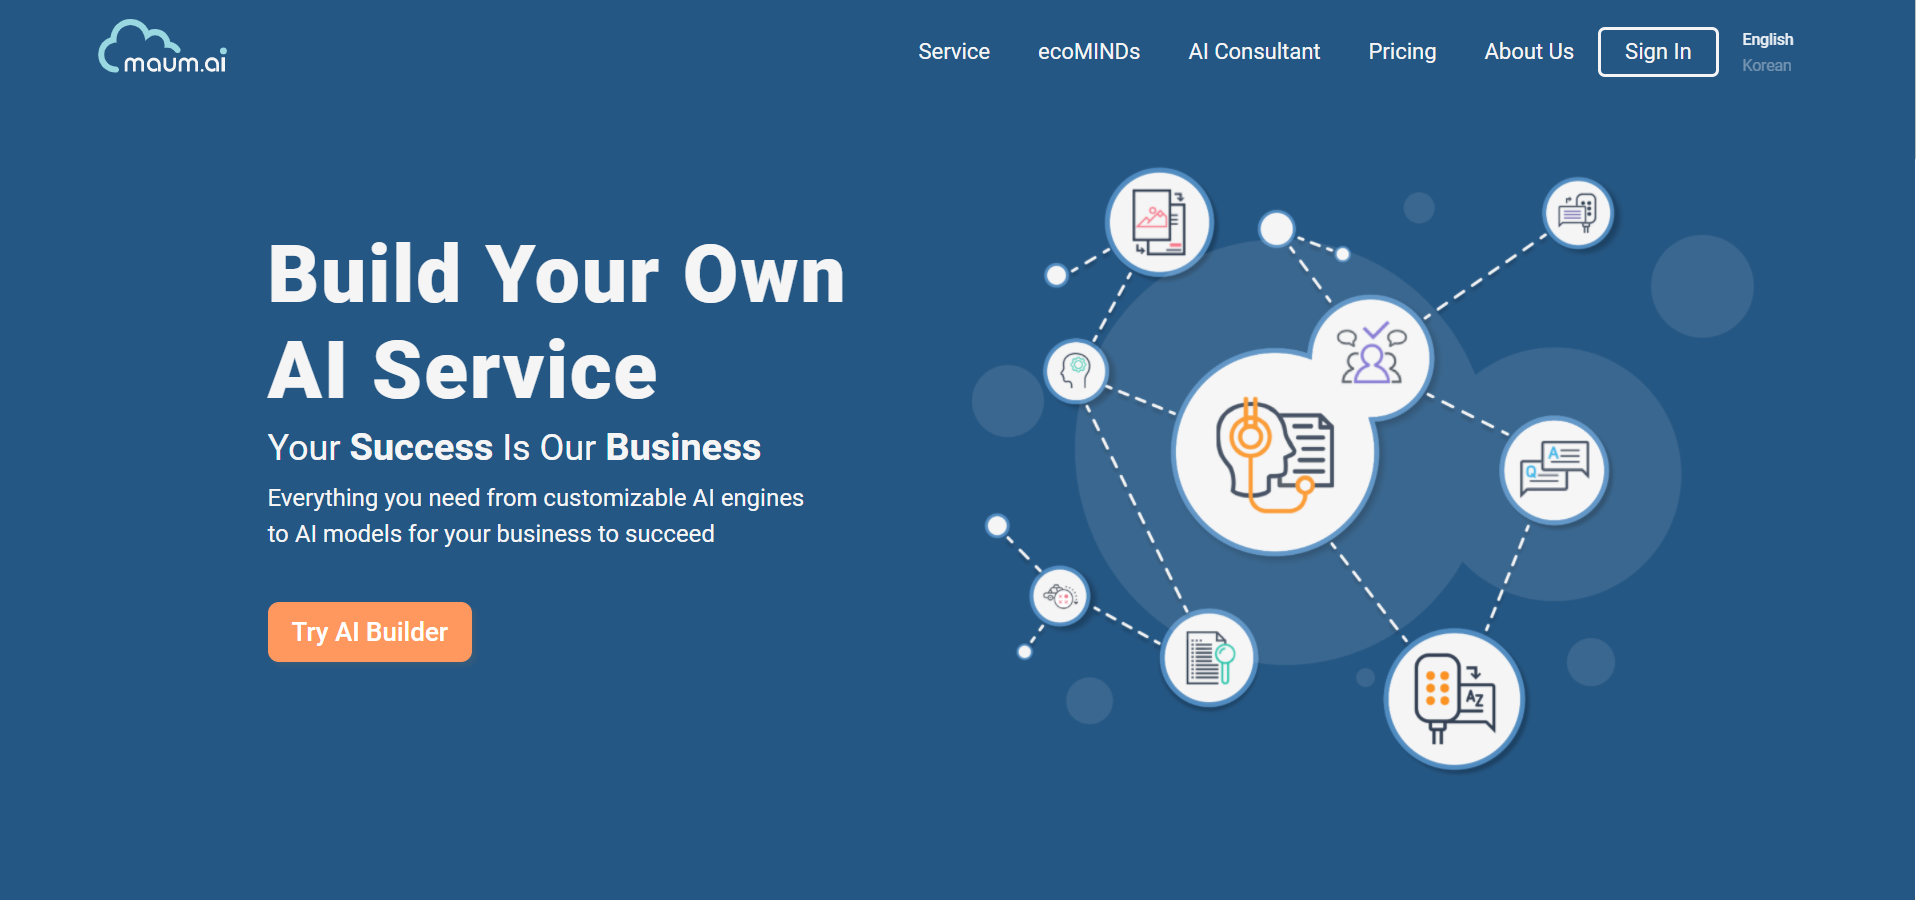 maum.ai
Service ecoMINDs AI Consultant Pricing About Us Sign In English
Korean
Build Your Own
AI Service
Your Success Is Our Business
Everything you need from customizable AI engines
to AI models for your business to succeed
Try AI Builder
A
Q
AZ